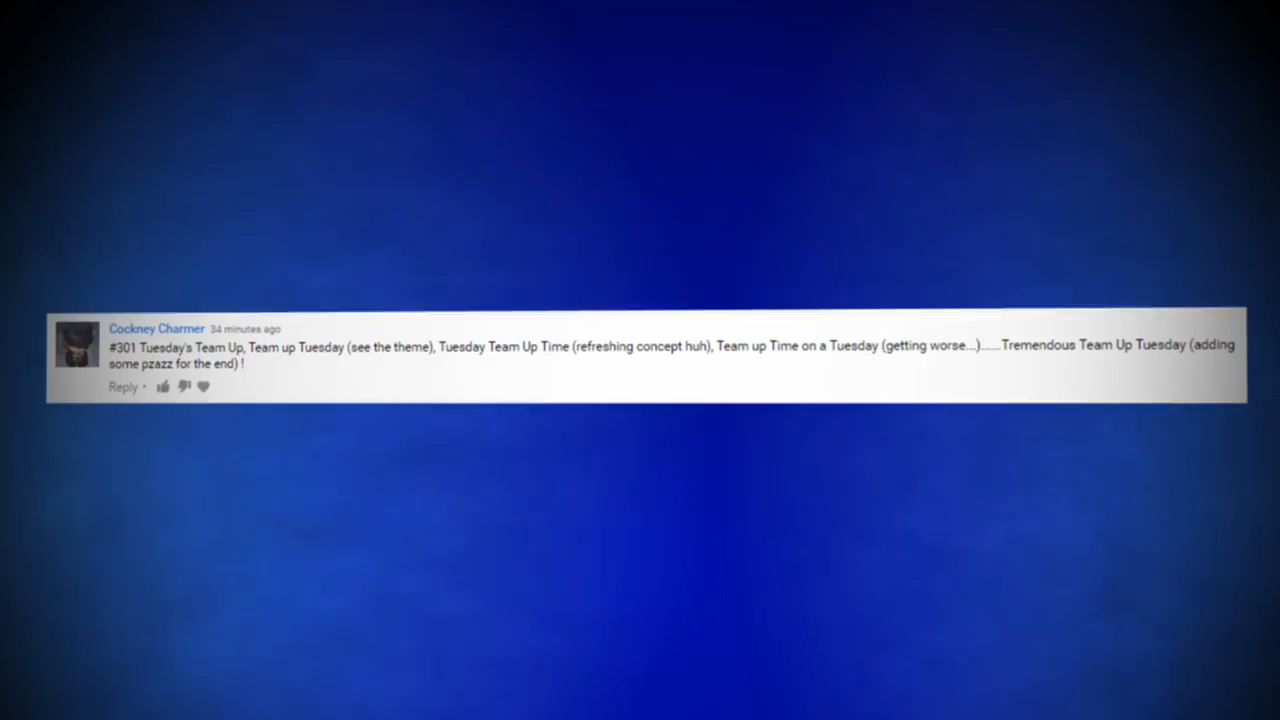 Cockney Charmer 34 minutes ago
#301 Tuesday's Team Up, Team up Tuesday (see the theme), Tuesday Team Up Time (refreshing concept huh), Team up Time on a Tuesday (getting worse...)......Tremendous Team Up Tuesday (adding
some pzazz for the end) !
Reply •